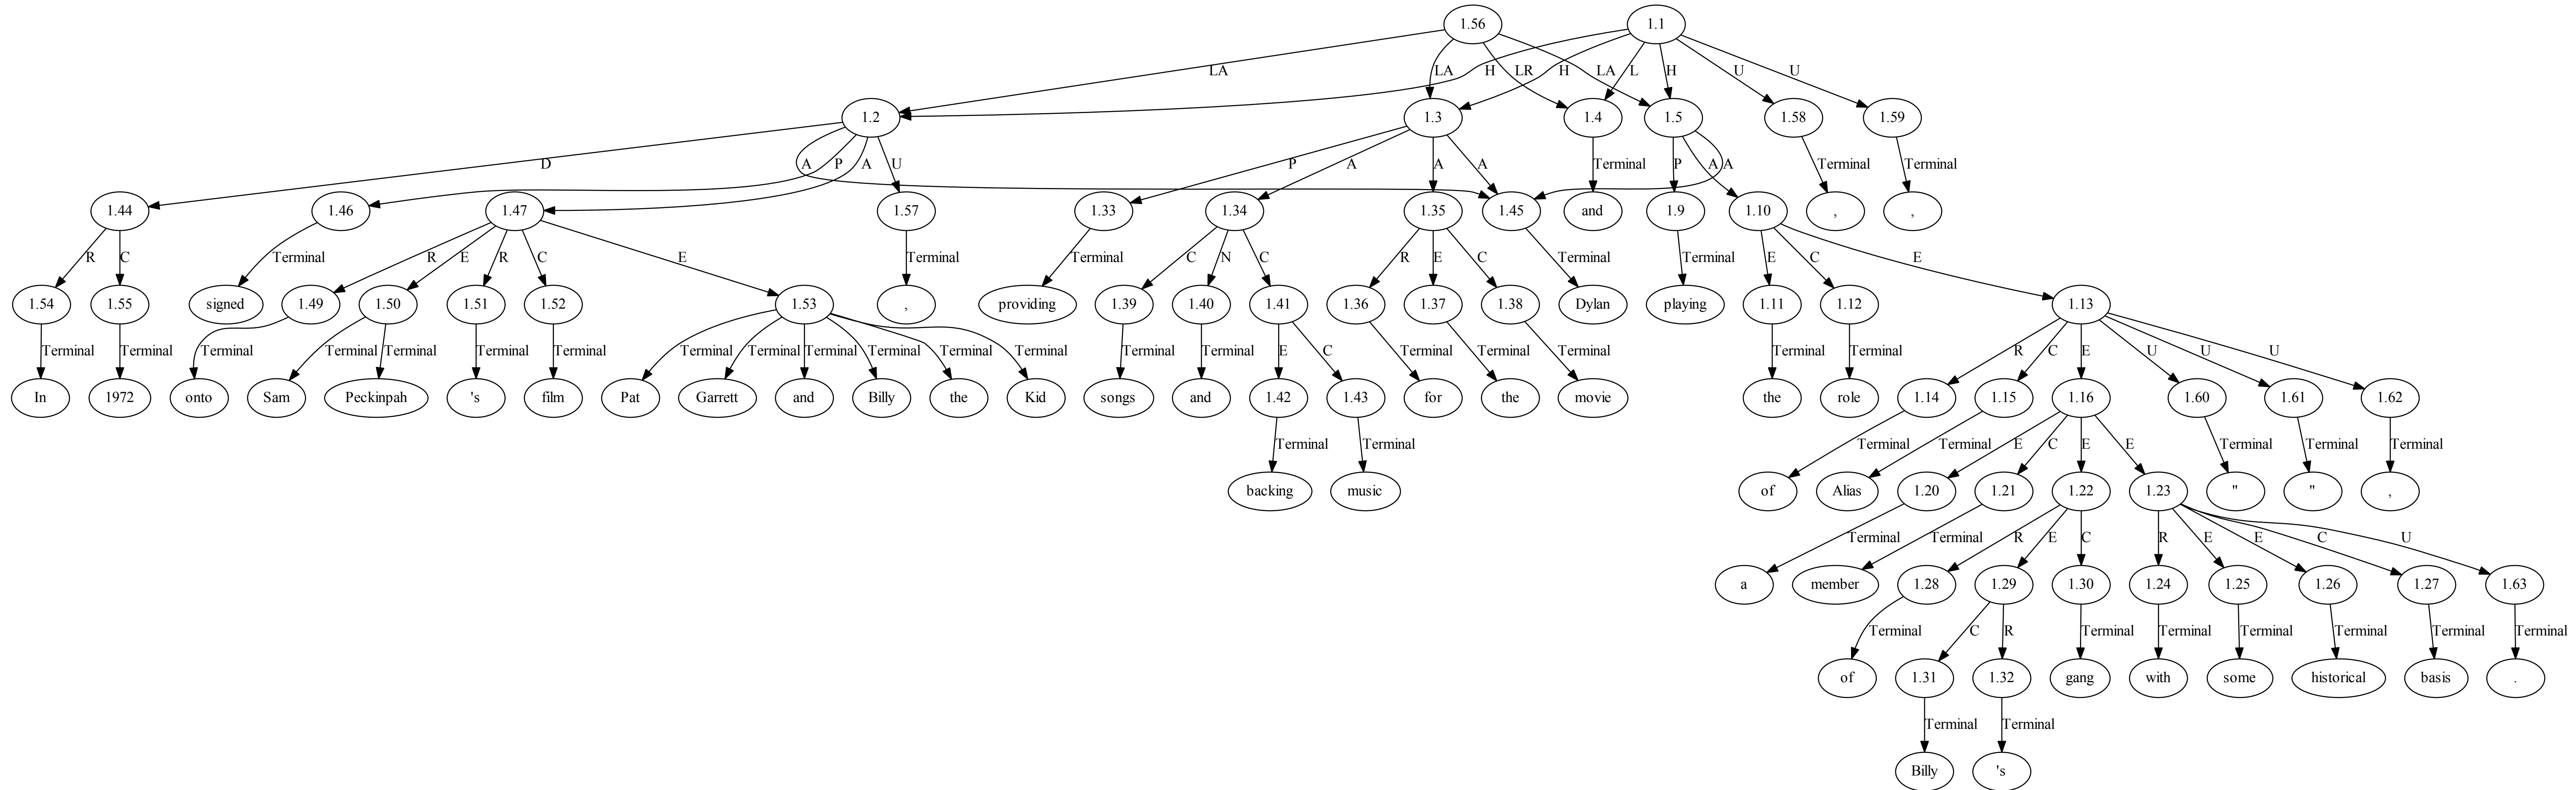 1.56 1.1
LA H LA LR H LA L H U U
1.2 1.3 1.4 1.5 1.58 1.59
D A P A U P A A A Terminal P A A Terminal Terminal
1.44 1.46 1.47 1.57 1.33 1.34 1.35 1.45 and 1.9 1.10 , ,
R C Terminal R E R C E Terminal Terminal C N C R E C Terminal Terminal E C E
1.54 1.55 signed 1.49 1.50 1.51 1.52 1.53 , providing 1.39 1.40 1.41 1.36 1.37 1.38 Dylan playing 1.11 1.12 1.13
Terminal Terminal Terminal Terminal Terminal Terminal Terminal Terminal Terminal Terminal Terminal Terminal Terminal Terminal Terminal E C Terminal Terminal Terminal Terminal Terminal R C E U U U
In 1972 onto Sam Peckinpah 's film Pat Garrett and Billy the Kid songs and 1.42 1.43 for the movie the role 1.14 1.15 1.16 1.60 1.61 1.62
Terminal Terminal Terminal Terminal E C E E Terminal Terminal Terminal
backing music of Alias 1.20 1.21 1.22 1.23 " " ,
Terminal Terminal R E C R E E C U
a member 1.28 1.29 1.30 1.24 1.25 1.26 1.27 1.63
Terminal C R Terminal Terminal Terminal Terminal Terminal Terminal
of 1.31 1.32 gang with some historical basis .
Terminal Terminal
Billy 's